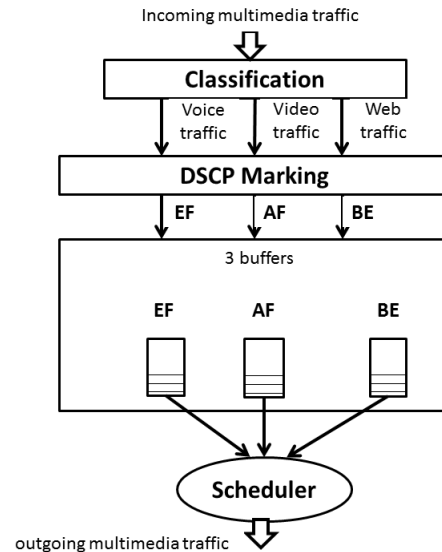 Incoming multimedia traffic
Classification
Voice traffic
Video traffic
Web traffic
DSCP Marking
EF AF BE
3 buffers
EF AF BE
Scheduler
outgoing multimedia traffic